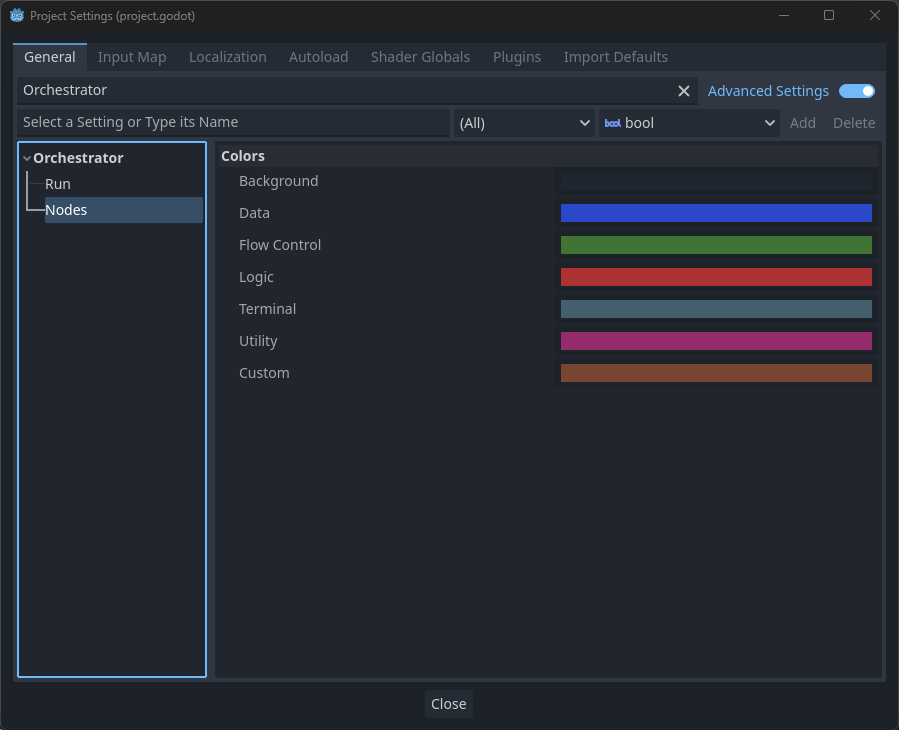 Project Settings (project.godot)
General Input Map Localization Autoload Shader Globals Plugins Import Defaults
Orchestrator Advanced Settings
Select a Setting or Type its Name (All) bool bool Add Delete
Orchestrator
Run
Nodes
Colors
Background
Data
Flow Control
Logic
Terminal
Utility
Custom
Close